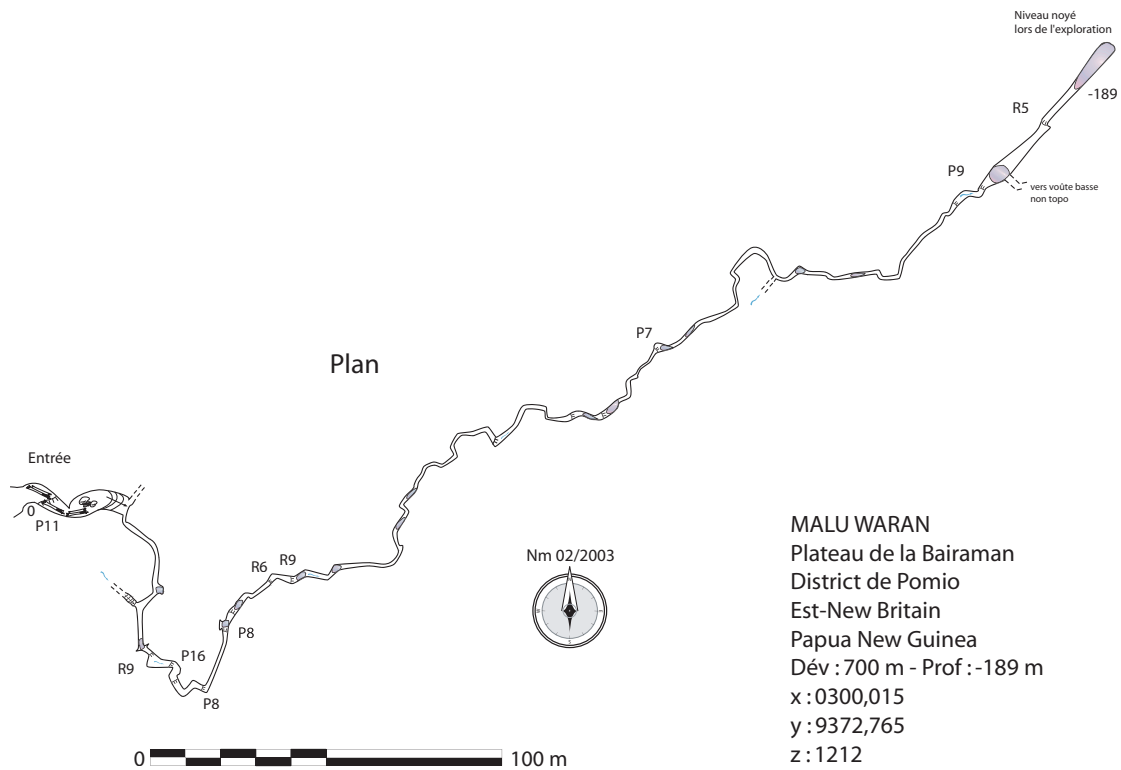 Niveau noyé
lors de l'exploration
-189
R5
P9
vers voûte basse
non topo
P7
Plan
Entrée
0
P11
R6
R9
P8
R9
P16
P8
Nm 02/2003
MALU WARAN
Plateau de la Bairaman
District de Pomio
Est-New Britain
Papua New Guinea
Dév : 700 m - Prof : -189 m
x : 0300,015
y : 9372,765
z : 1212
0
100 m